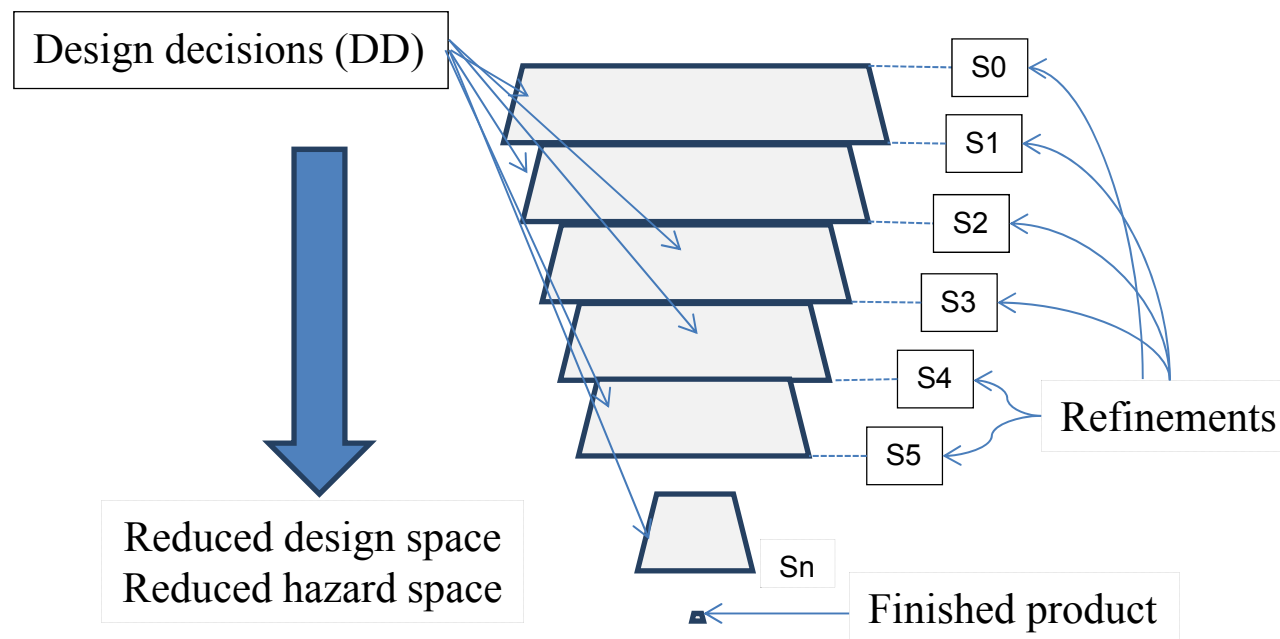 Design decisions (DD)
S0
S1
S2
S3
S4
Refinements
S5
Reduced design space
Reduced hazard space
Sn
Finished product